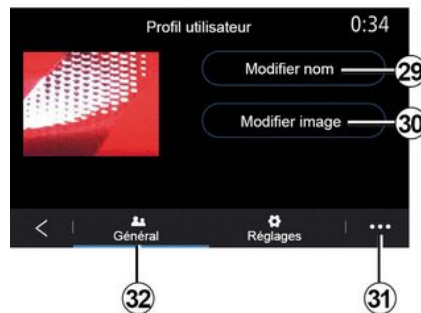 Profil utilisateur 0:34
Modifier nom 29
Modifier image 30
Général Réglages
32 31